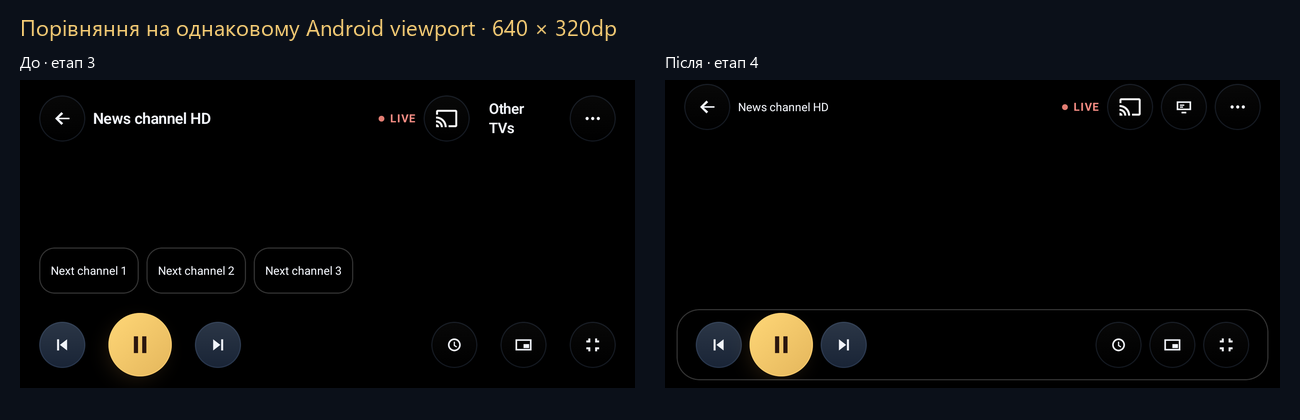 Порівняння на однаковому Android viewport · 640 × 320dp
До · етап 3
Після · етап 4
News channel HD
LIVE
Other
TVs
Next channel 1
Next channel 2
Next channel 3
News channel HD
LIVE